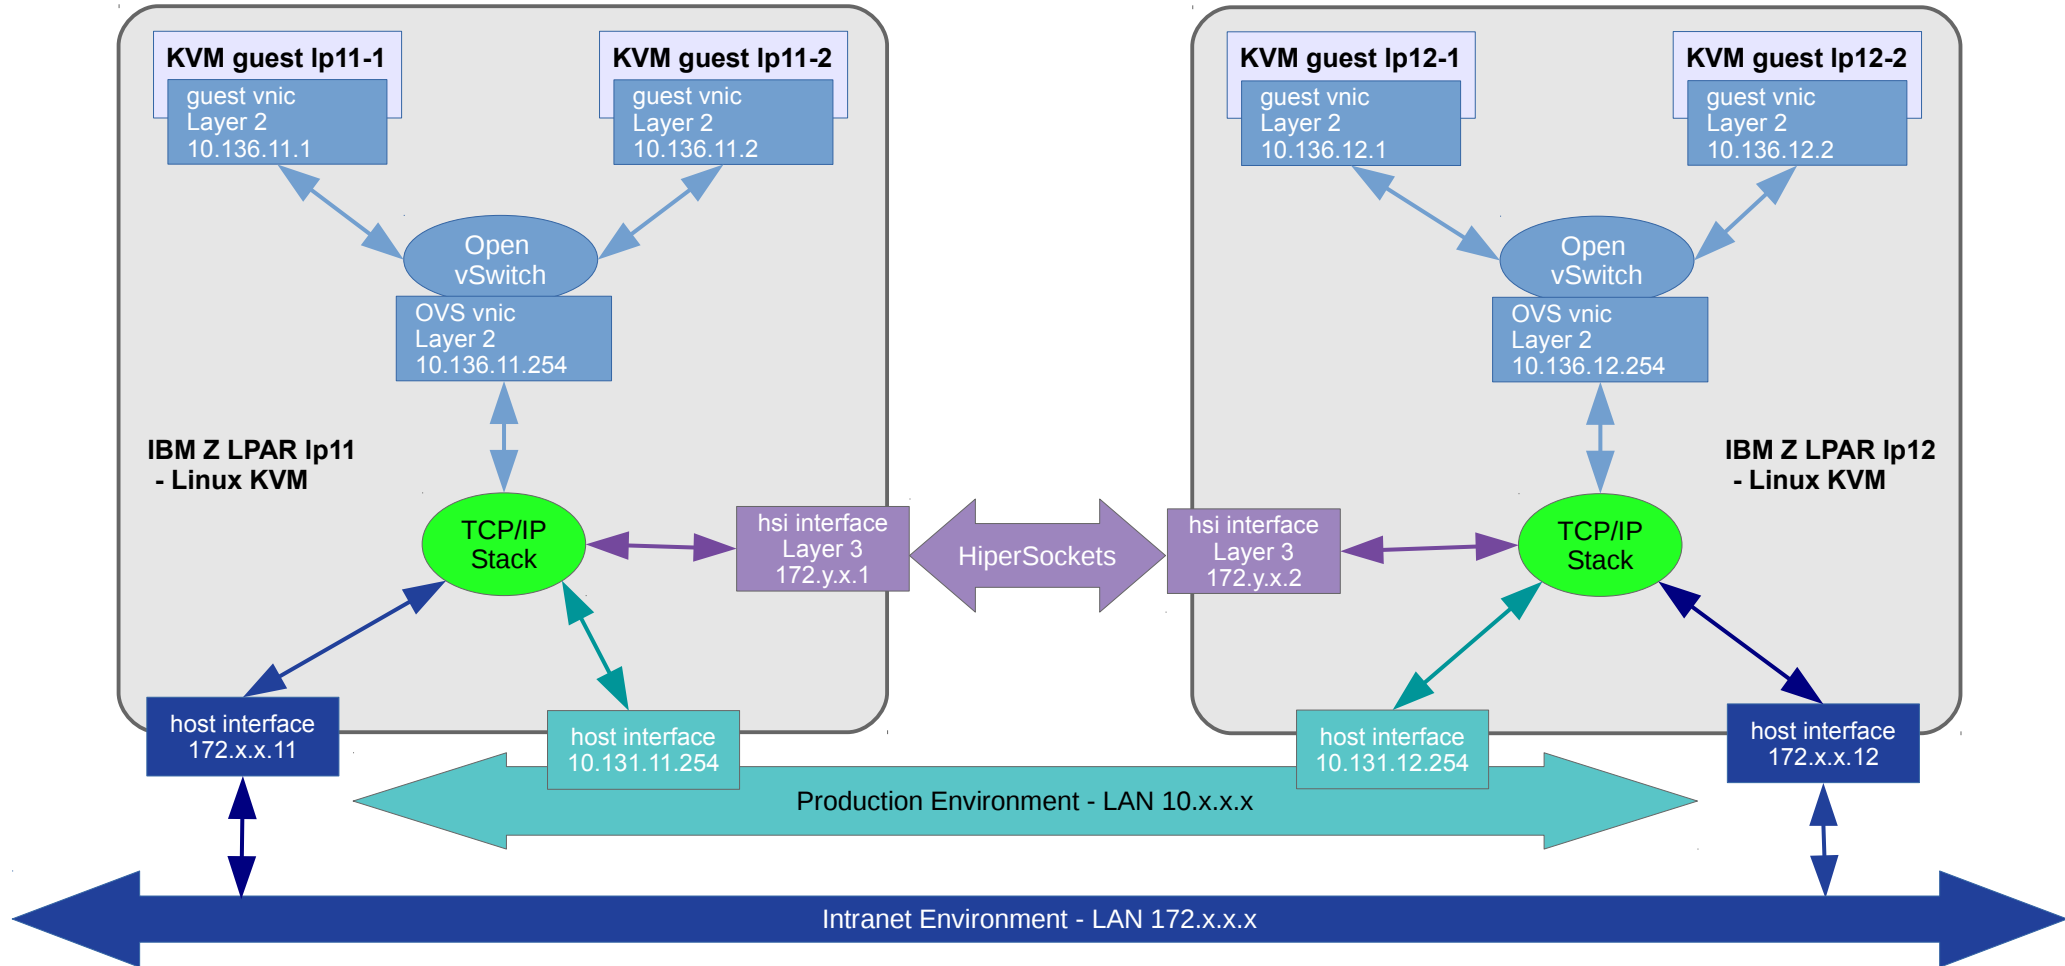 KVM guest lp11-1
guest vnic
Layer 2
10.136.11.1
KVM guest lp11-2
guest vnic
Layer 2
10.136.11.2
Open
vSwitch
OVS vnic
Layer 2
10.136.11.254
IBM Z LPAR lp11
- Linux KVM
TCP/IP
Stack
hsi interface
Layer 3
172.y.x.1
host interface
172.x.x.11
host interface
10.131.11.254
HiperSockets
KVM guest lp12-1
guest vnic
Layer 2
10.136.12.1
KVM guest lp12-2
guest vnic
Layer 2
10.136.12.2
Open
vSwitch
OVS vnic
Layer 2
10.136.12.254
IBM Z LPAR lp12
- Linux KVM
hsi interface
Layer 3
172.y.x.2
TCP/IP
Stack
host interface
10.131.12.254
host interface
172.x.x.12
Production Environment - LAN 10.x.x.x
Intranet Environment - LAN 172.x.x.x